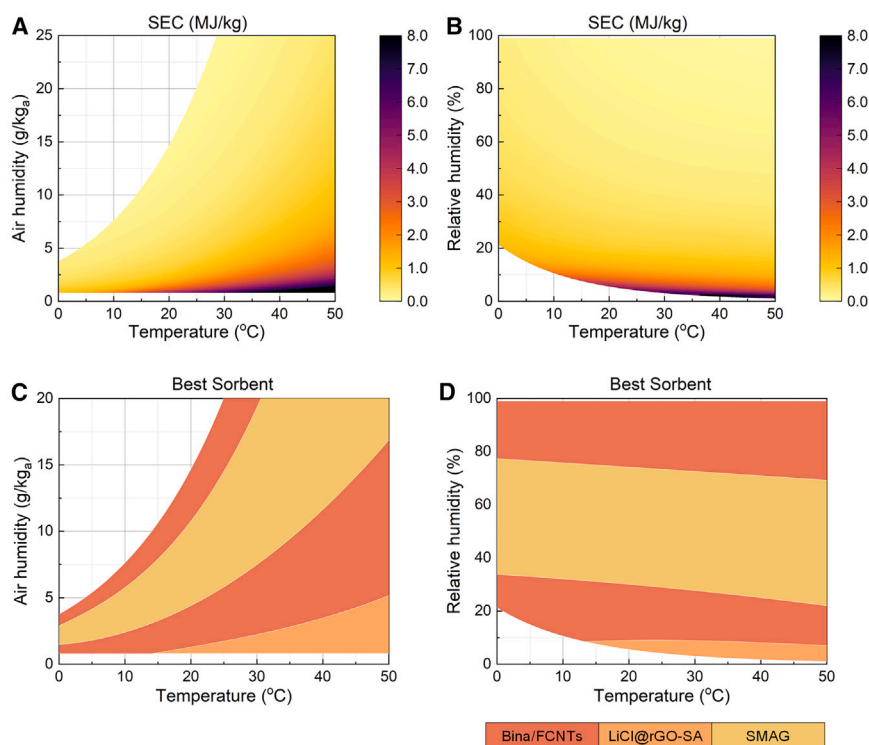 A
SEC (MJ/kg)
25
20
15
10
5
0
Air humidity (g/kgₐ)
10 20 30 40 50
Temperature (°C)
8.0
7.0
6.0
5.0
4.0
3.0
2.0
1.0
0.0
B
SEC (MJ/kg)
100
80
60
40
20
0
Relative humidity (%)
0 10 20 30 40 50
Temperature (°C)
8.0
7.0
6.0
5.0
4.0
3.0
2.0
1.0
0.0
C
Best Sorbent
20
15
10
5
0
Air humidity (g/kgₐ)
0 10 20 30 40 50
Temperature (°C)
D
Best Sorbent
100
80
60
40
20
0
Relative humidity (%)
0 10 20 30 40 50
Temperature (°C)
Bina/FCNTs LiCl@rGO-SA SMAG